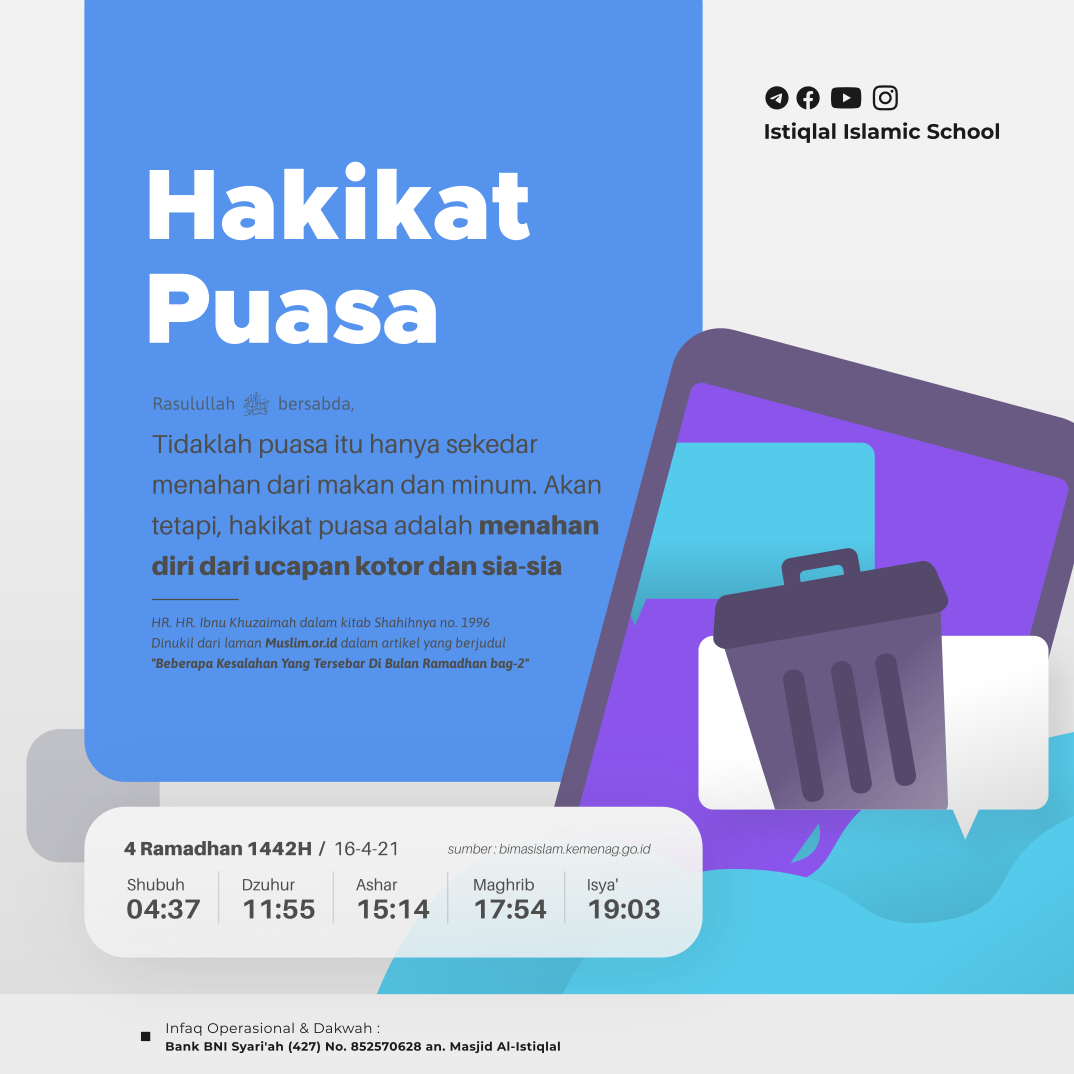 Istiqlal Islamic School
Hakikat
Puasa
Rasulullah ﷺ bersabda,
Tidaklah puasa itu hanya sekedar
menahan dari makan dan minum. Akan
tetapi, hakikat puasa adalah menahan
diri dari ucapan kotor dan sia-sia
HR. HR. Ibnu Khuzaimah dalam kitab Shahihnya no. 1996
Dinukil dari laman Muslim.or.id dalam artikel yang berjudul
"Beberapa Kesalahan Yang Tersebar Di Bulan Ramadhan bag-2"
4 Ramadhan 1442H / 16-4-21 sumber : bimasislam.kemenag.go.id
Shubuh Dzuhur Ashar Maghrib Isya'
04:37 11:55 15:14 17:54 19:03
Infaq Operasional & Dakwah :
Bank BNI Syari'ah (427) No. 852570628 an. Masjid Al-Istiqlal